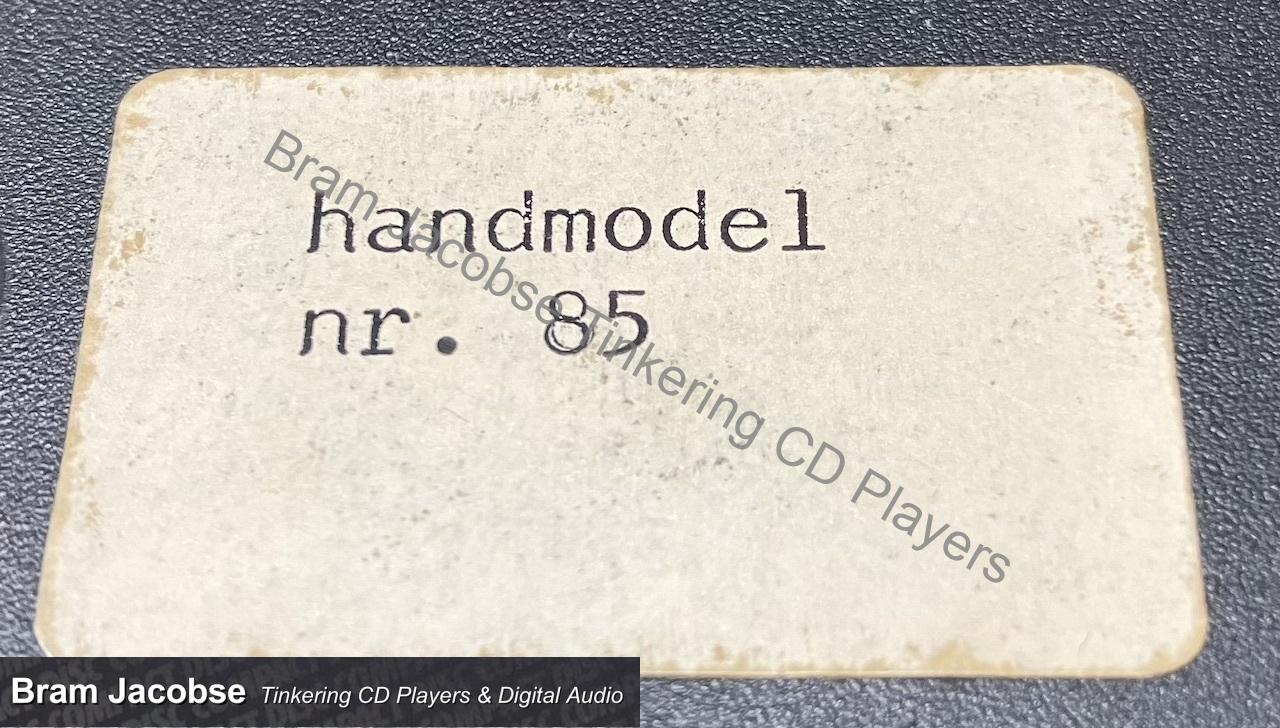 handmodel
nr. 85
Bram Jacobse Tinkering CD Players
Bram Jacobse Tinkering CD Players & Digital Audio